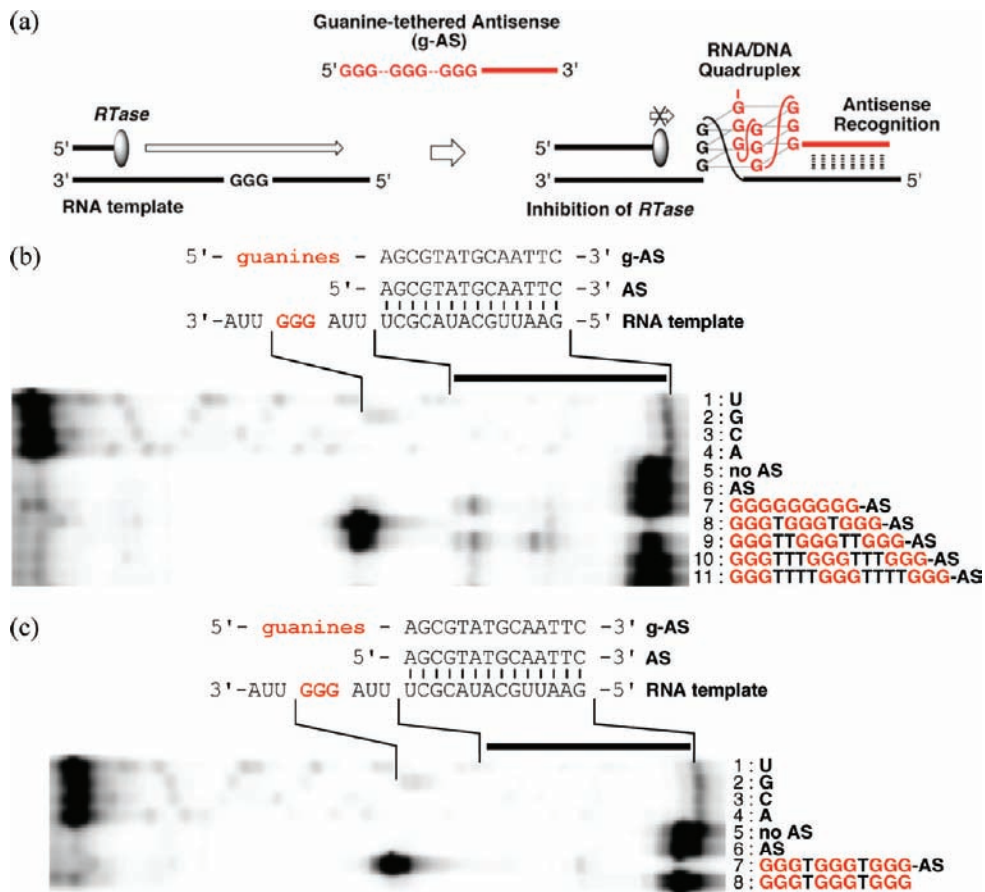 (a)
Guanine-tethered Antisense
(g-AS)
5'GGG--GGG--GGG 3'
RNA/DNA
Quadruplex
RTase
Antisense
Recognition
G G G G G G G G G G G G
5'
3' GGG 5'
RNA template
5'
3' 5'
Inhibition of RTase
(b)
5'- guanines - AGCGTATGCAATTC -3' g-AS
5'- AGCGTATGCAATTC -3' AS
3'-AUU GGG AUU UCGCAUACGUUAAG -5' RNA template
1 : U
2 : G
3 : C
4 : A
5 : no AS
6 : AS
7 : GGGGGGGGG-AS
8 : GGGTGGGTGGG-AS
9 : GGGTTGGGTTGGG-AS
10 : GGGTTTGGGTTTGGG-AS
11 : GGGTTTTGGGTTTTGGG-AS
(c)
5'- guanines - AGCGTATGCAATTC -3' g-AS
5'- AGCGTATGCAATTC -3' AS
3'-AUU GGG AUU UCGCAUACGUUAAG -5' RNA template
1 : U
2 : G
3 : C
4 : A
5 : no AS
6 : AS
7 : GGGTGGGTGGG-AS
8 : GGGTGGGTGGG